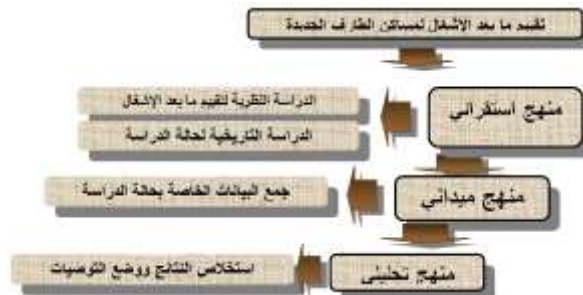 تقييم ما بعد الإشغال لمساكن الطارف الجديدة
منهج استقرائي
الدراسة النظرية لتقييم ما بعد الإشغال
الدراسة التاريخية لحالة الدراسة
منهج ميداني
جمع البيانات الخاصة بحالة الدراسة
منهج تحليلي
استخلاص النتائج ووضع التوصيات